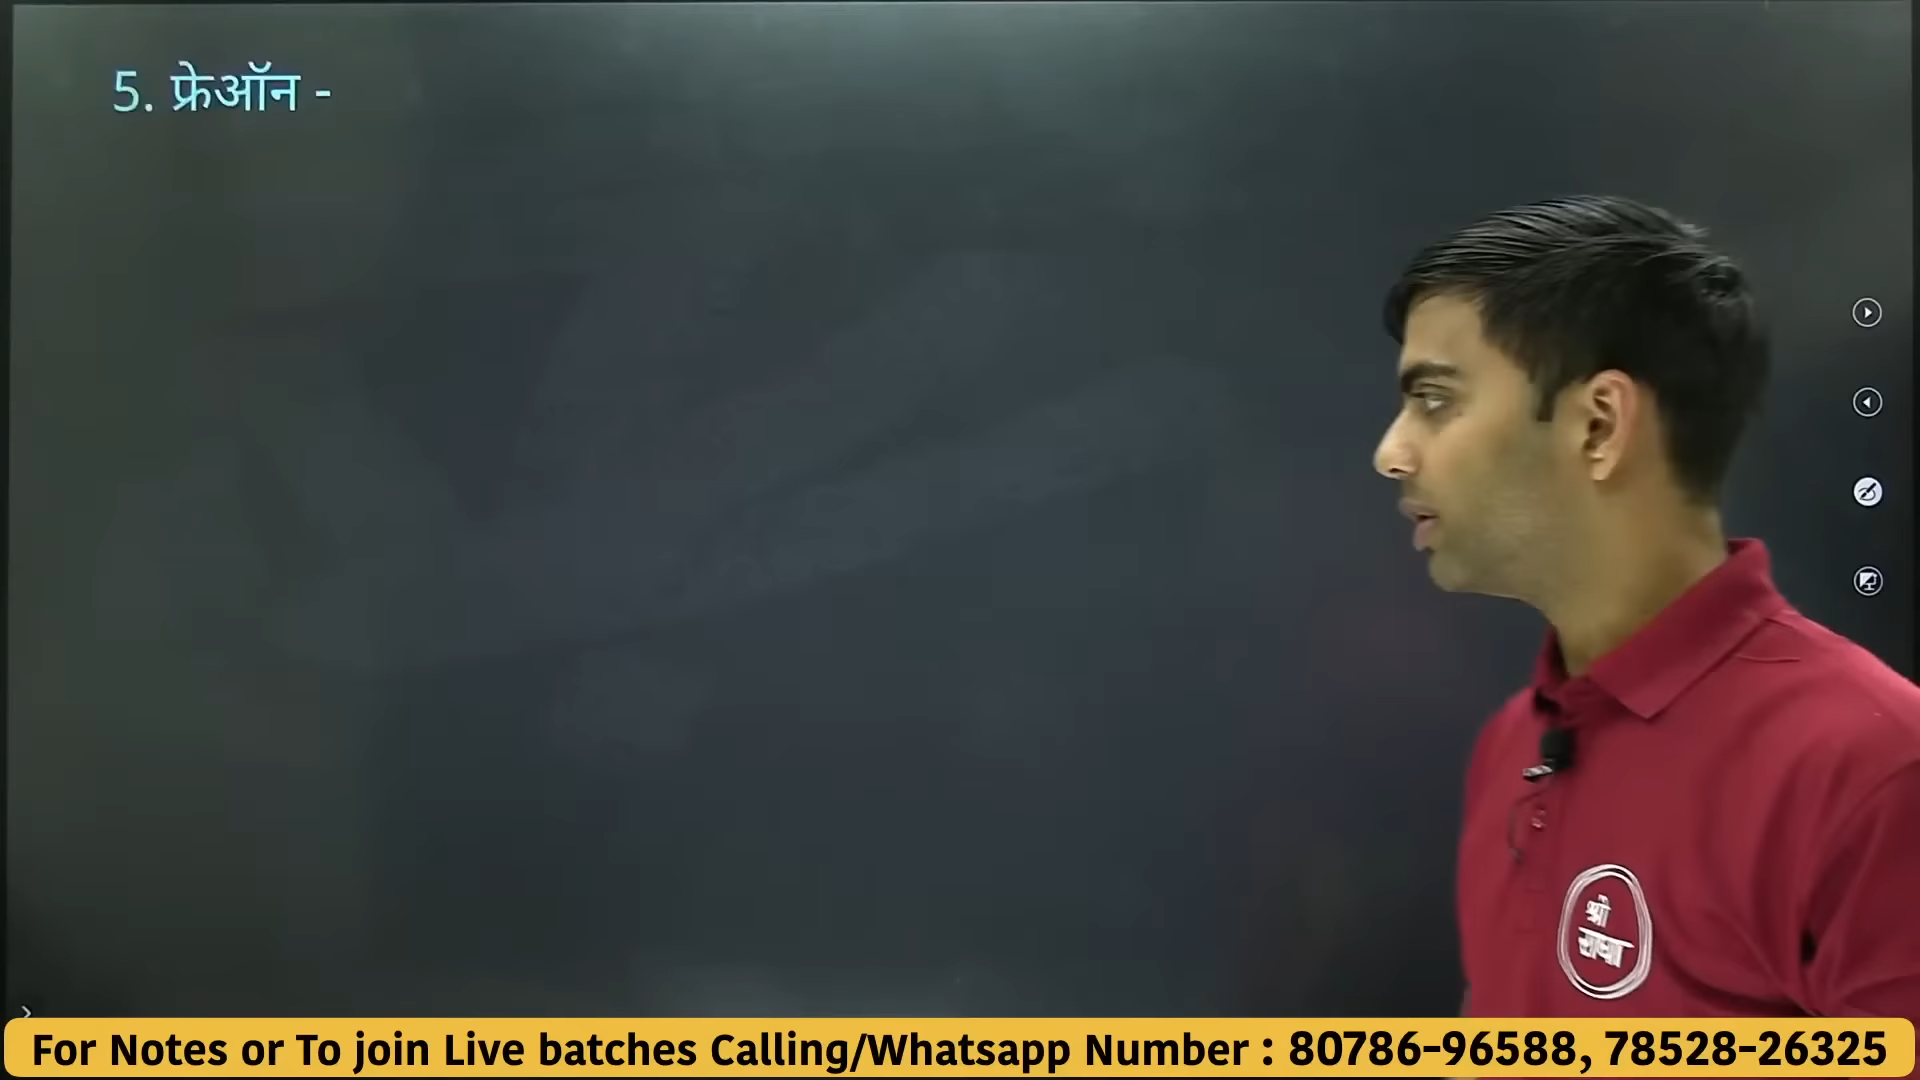 5. फ्रेऑन -
श्री
राधा
For Notes or To join Live batches Calling/Whatsapp Number : 80786-96588, 78528-26325